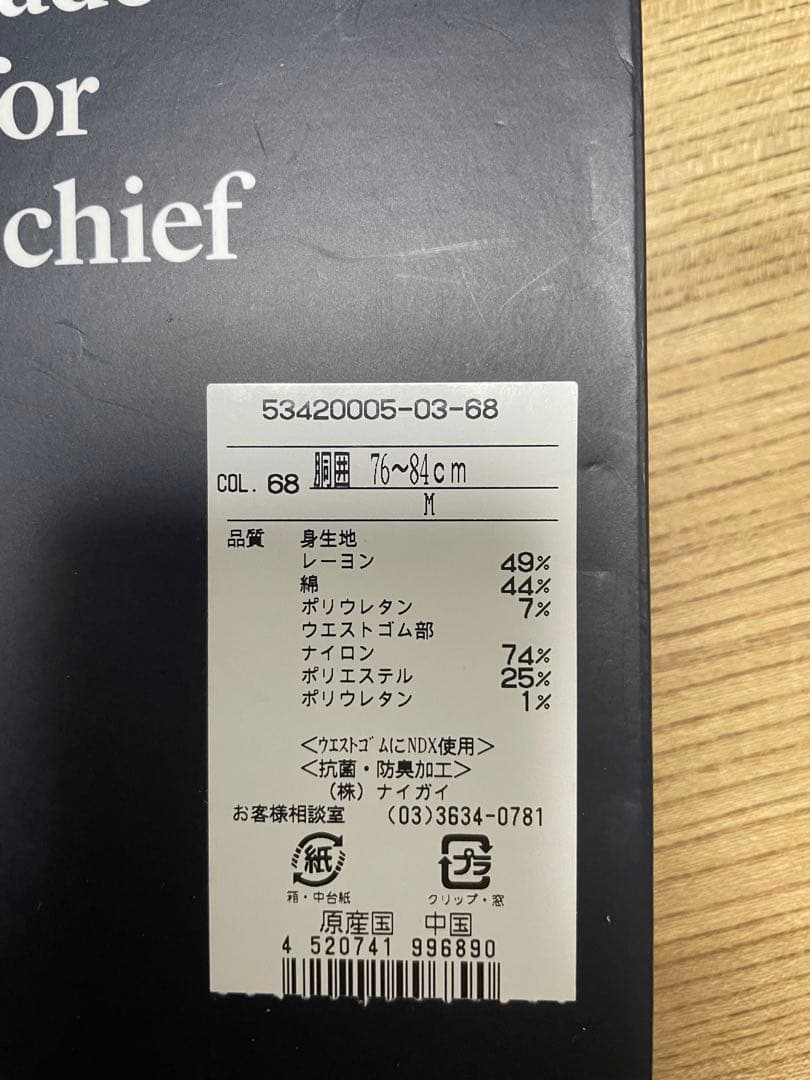 for
chief
53420005-03-68
COL. 68 胴囲 76~84cm
M
品質 身生地
レーヨン 49%
綿 44%
ポリウレタン 7%
ウエストゴム部
ナイロン 74%
ポリエステル 25%
ポリウレタン 1%
<ウエストゴムにNDX使用>
<抗菌・防臭加工>
(株)ナイガイ
お客様相談室 (03)3634-0781
紙 プラ
箱・中台紙 クリップ・窓
原産国 中国
4 520741 996890